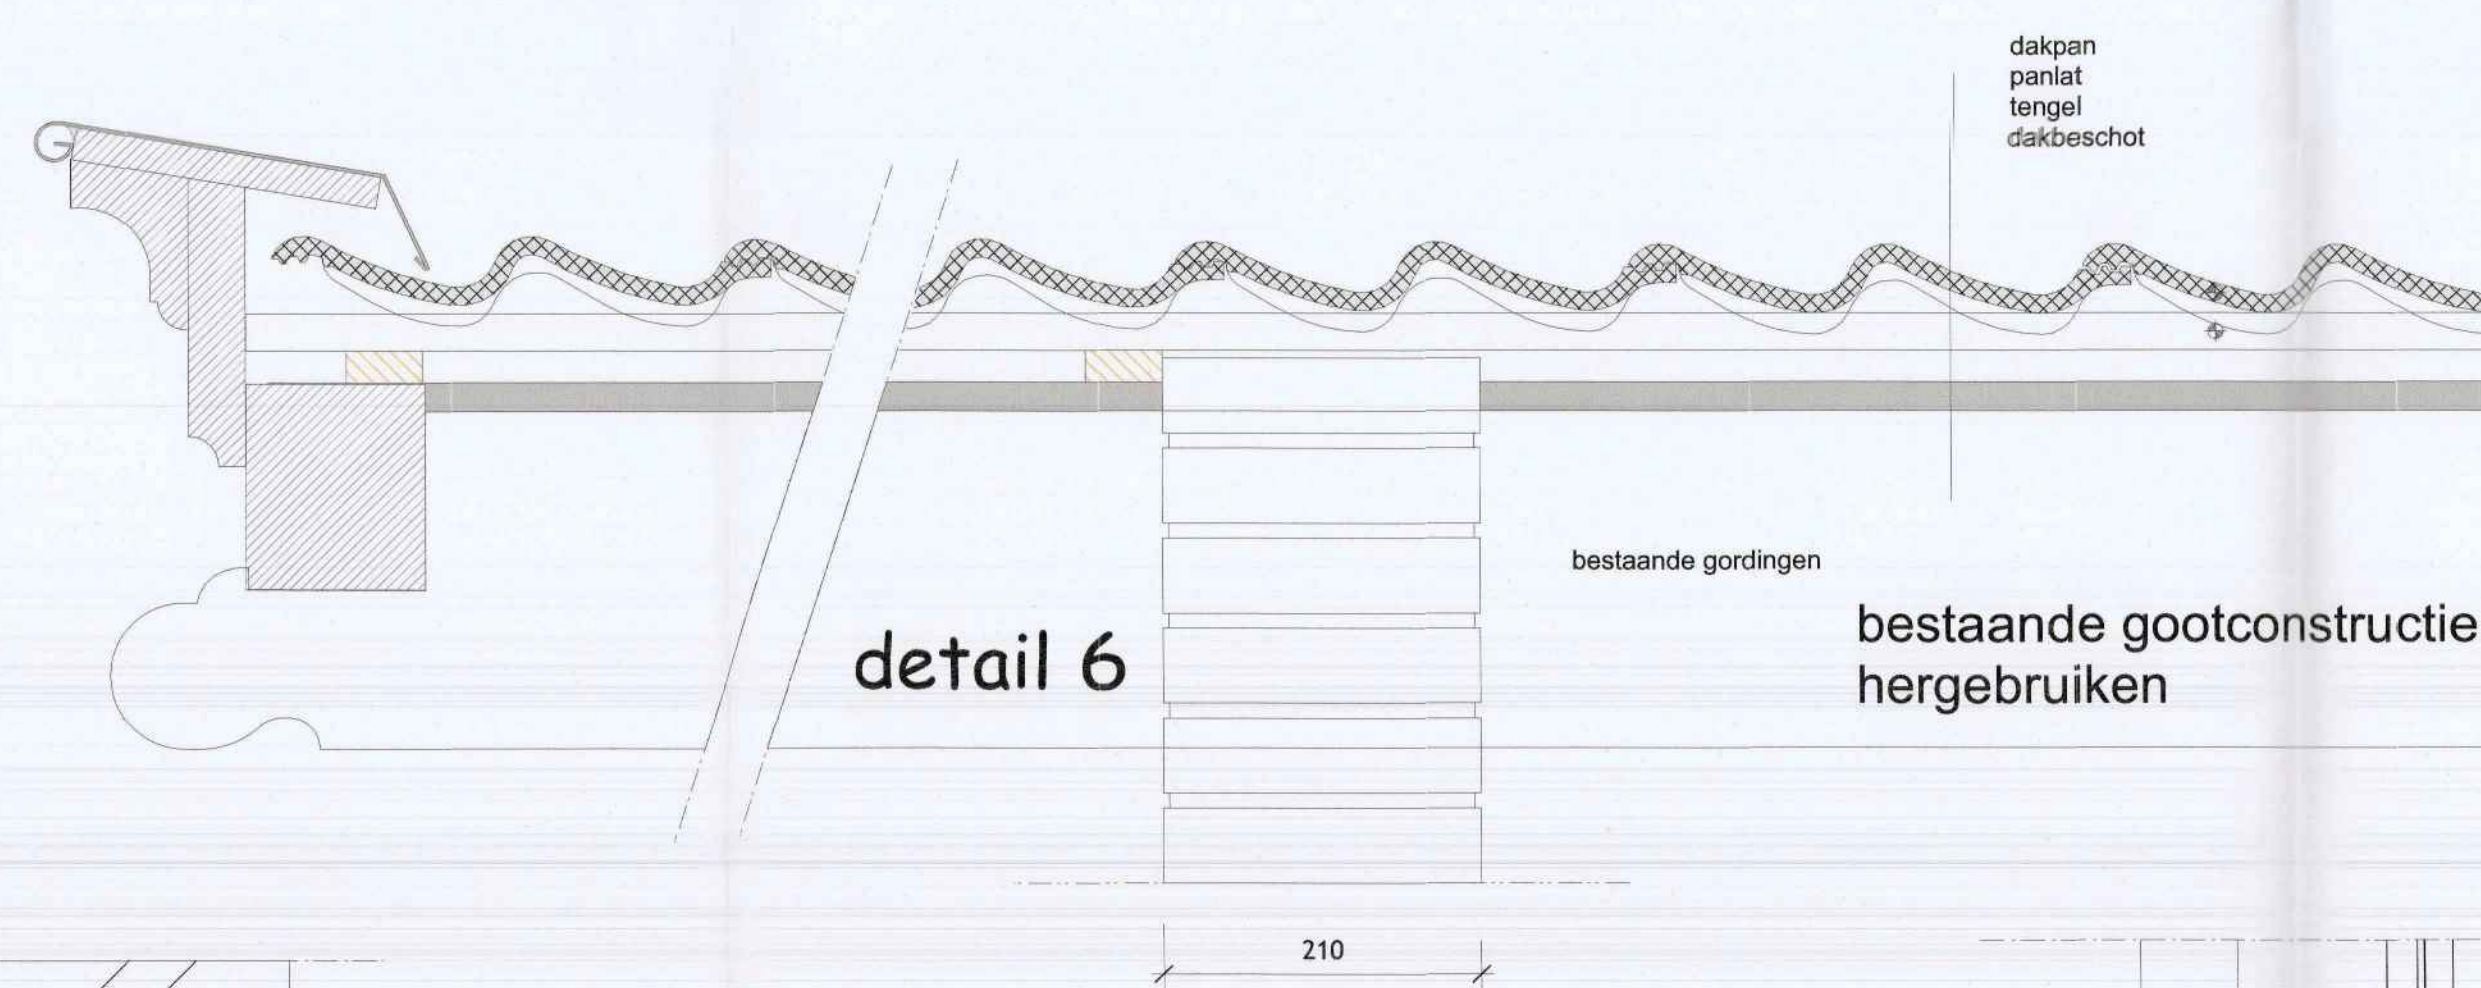 dakpan
panlat
tengel
dakbeschot
bestaande gordingen
bestaande gootconstructie
hergebruiken
detail 6
210